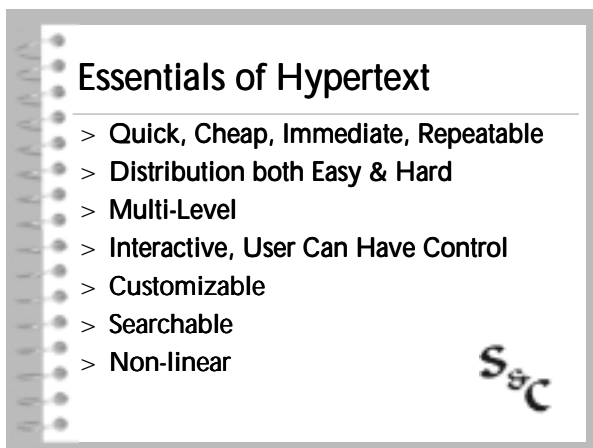 Essentials of Hypertext
> Quick, Cheap, Immediate, Repeatable
> Distribution both Easy & Hard
> Multi-Level
> Interactive, User Can Have Control
> Customizable
> Searchable
> Non-linear
S&C